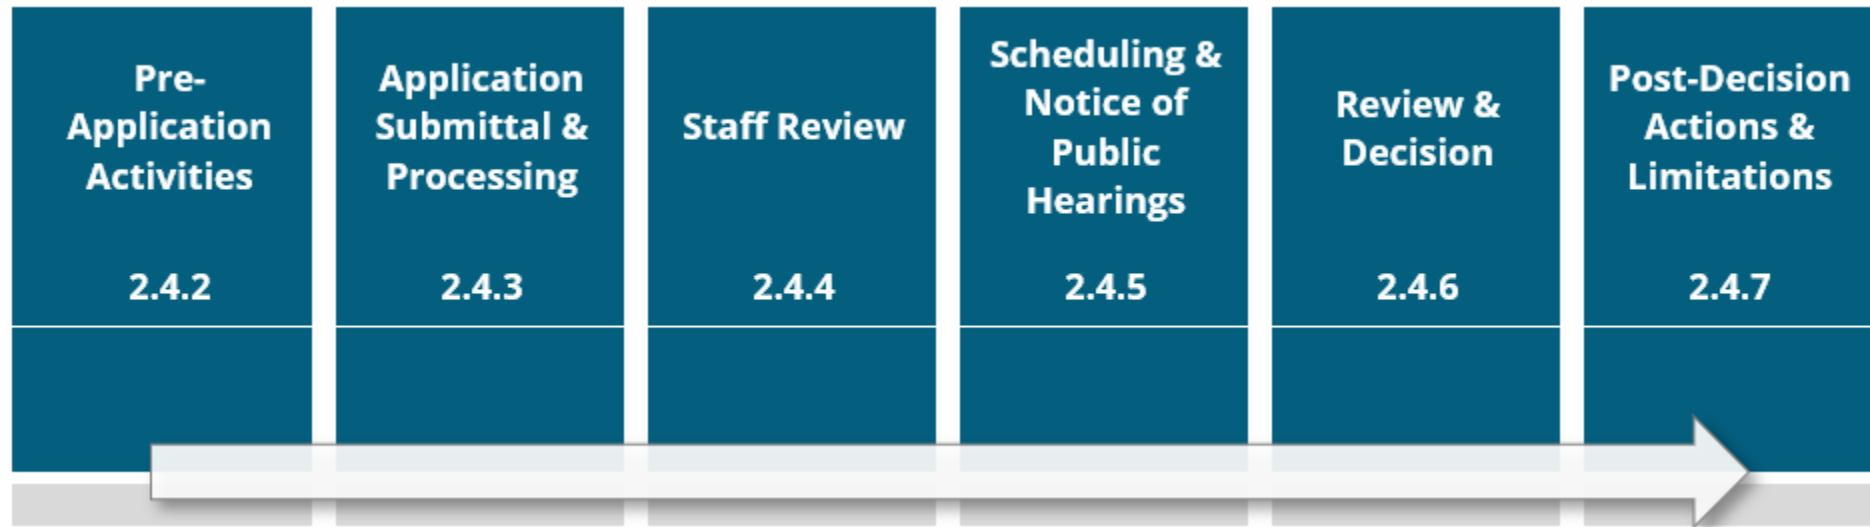 Pre-
Application
Activities
2.4.2
Application
Submittal &
Processing
2.4.3
Staff Review
2.4.4
Scheduling &
Notice of
Public
Hearings
2.4.5
Review &
Decision
2.4.6
Post-Decision
Actions &
Limitations
2.4.7